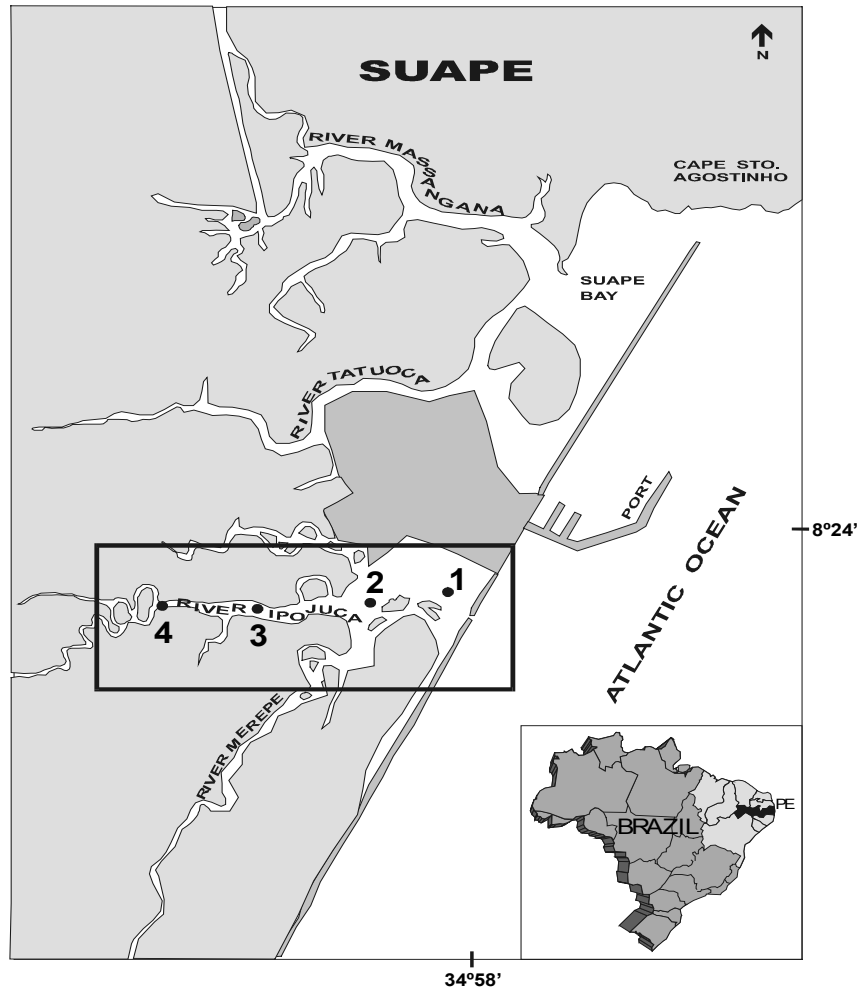 N
SUAPE
RIVER MASSANGANA
CAPE STO.
AGOSTINHO
SUAPE
BAY
RIVER TATUOCA
PORT
8º24’
ATLANTIC OCEAN
1
2
3
4
RIVER IPOJUCA
RIVER MEREPE
BRAZIL
PE
34º58’